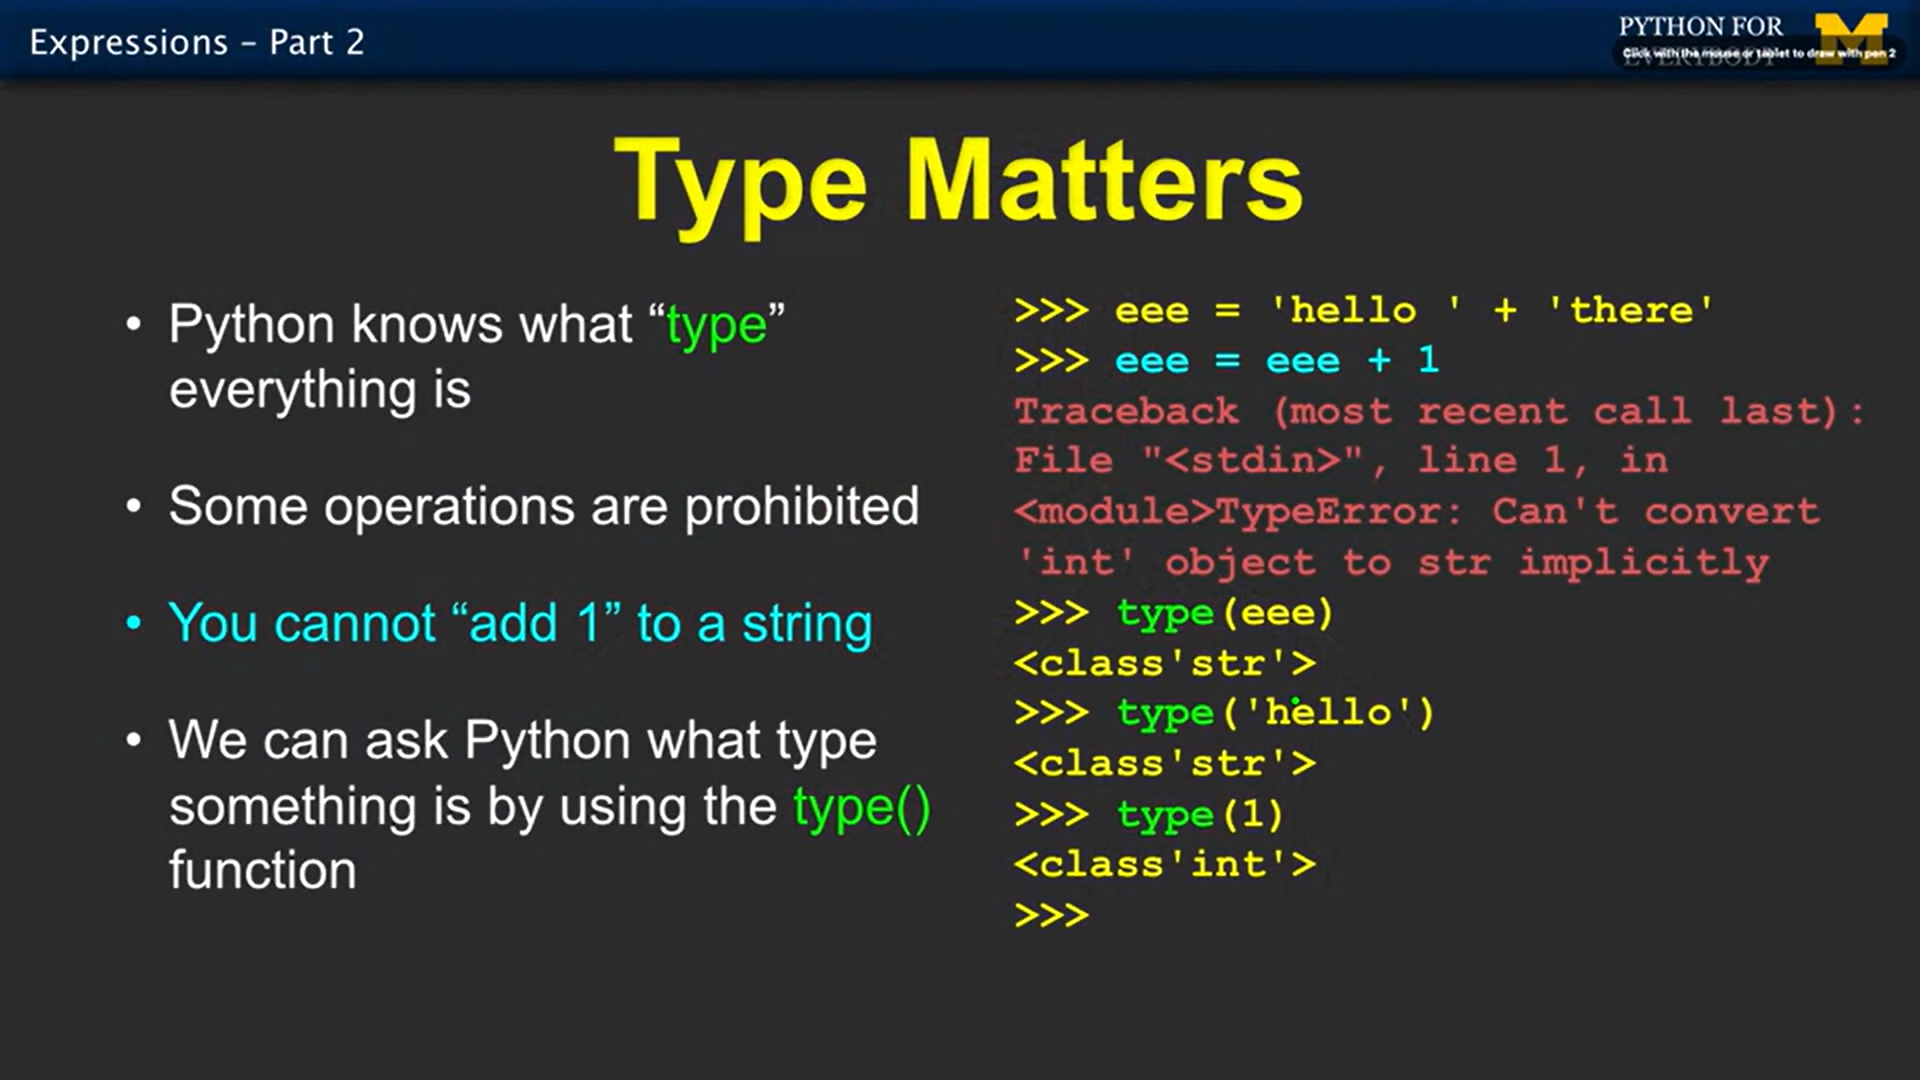 Expressions – Part 2
PYTHON FOR
EVERYBODY
Click with the mouse or tablet to draw with pen 2
Type Matters
• Python knows what “type”
everything is
• Some operations are prohibited
• You cannot “add 1” to a string
• We can ask Python what type
something is by using the type()
function
>>> eee = 'hello ' + 'there'
>>> eee = eee + 1
Traceback (most recent call last):
File "<stdin>", line 1, in
<module>TypeError: Can't convert
'int' object to str implicitly
>>> type(eee)
<class'str'>
>>> type('hello')
<class'str'>
>>> type(1)
<class'int'>
>>>